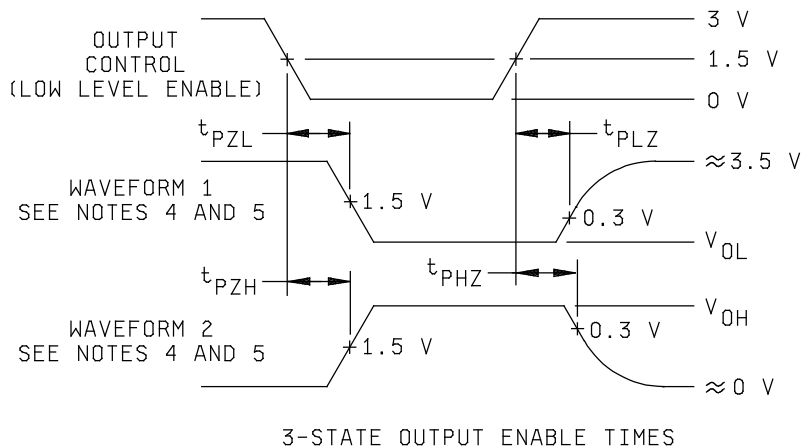 3 V
OUTPUT
CONTROL
(LOW LEVEL ENABLE)
1.5 V
0 V
tPZL
tPLZ
≈3.5 V
WAVEFORM 1
SEE NOTES 4 AND 5
1.5 V
0.3 V
VOL
tPZH
tPHZ
VOH
WAVEFORM 2
SEE NOTES 4 AND 5
1.5 V
0.3 V
≈0 V
3-STATE OUTPUT ENABLE TIMES